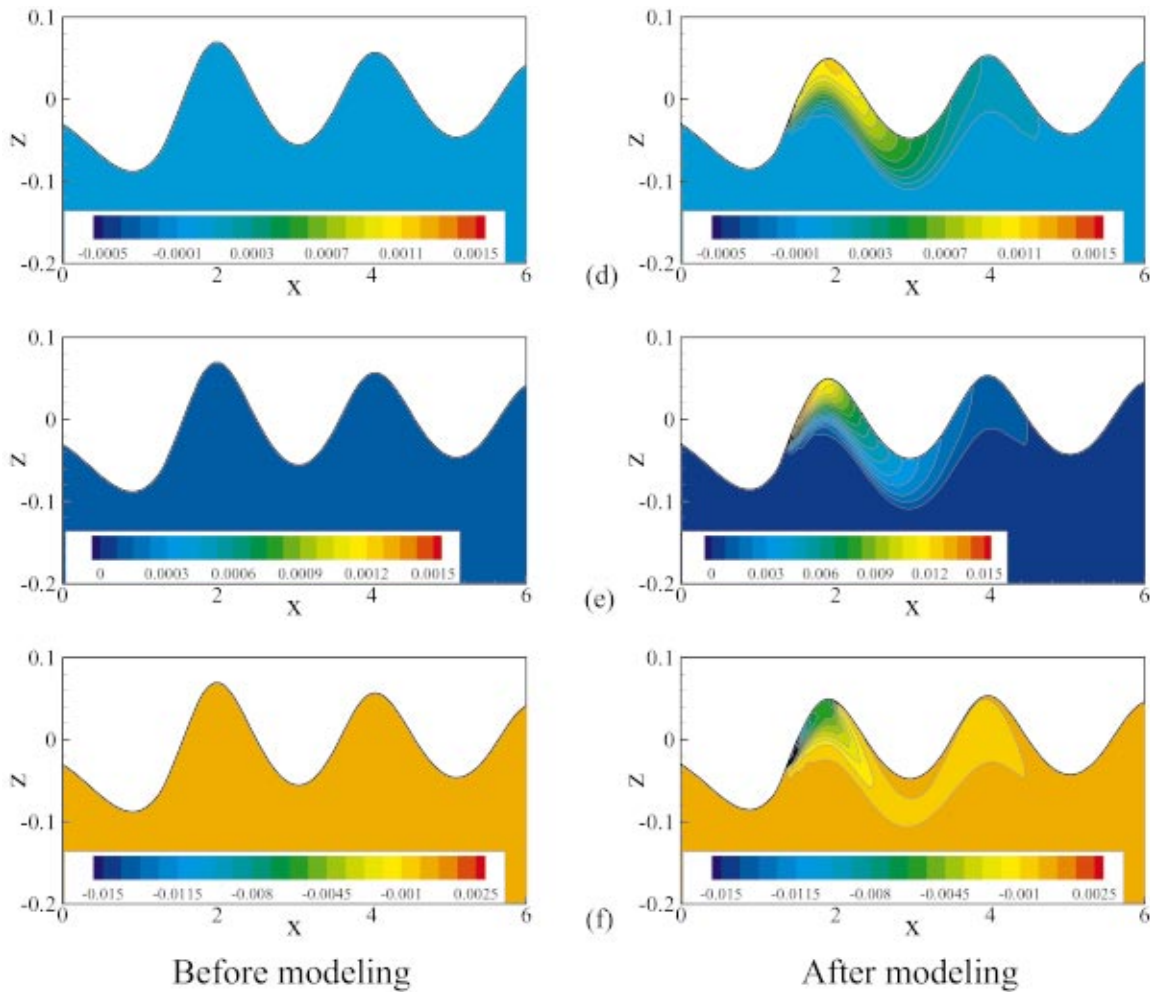 0.1 0.1
0 0
Z Z
-0.1 -0.1
-0.0005 -0.0001 0.0003 0.0007 0.0011 0.0015 -0.0005 -0.0001 0.0003 0.0007 0.0011 0.0015
-0.2 -0.2
0 2 4 6 (d) 0 2 4 6
X X
0.1 0.1
0 0
Z Z
-0.1 -0.1
0 0.0003 0.0006 0.0009 0.0012 0.0015 0 0.003 0.006 0.009 0.012 0.015
-0.2 -0.2
0 2 4 6 (e) 0 2 4 6
X X
0.1 0.1
0 0
Z Z
-0.1 -0.1
-0.015 -0.0115 -0.008 -0.0045 -0.001 0.0025 -0.015 -0.0115 -0.008 -0.0045 -0.001 0.0025
-0.2 -0.2
0 2 4 6 (f) 0 2 4 6
X X
Before modeling After modeling